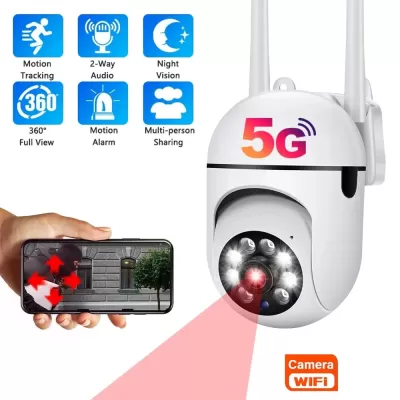 Motion
Tracking
2-Way
Audio
Night
Vision
360°
360°
Full View
Motion
Alarm
Multi-person
Sharing
5G
Camera
WiFi